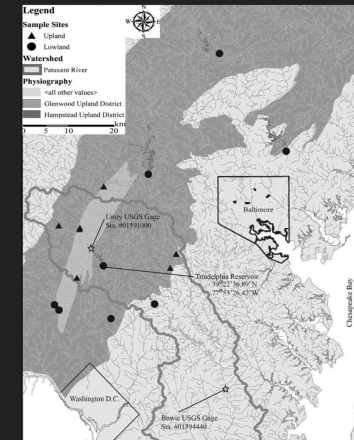 Legend
Sample Sites
Upland
Lowland
Watershed
Patuxent River
Physiography
<all other values>
Glenwood Upland District
Hampstead Upland District
km
0 5 10 20
N
W E
S
Baltimore
Unity USGS Gage
Sta. #01591000
Triadelphia Reservoir
39°22'36.89"N
77°53'26.42"W
Chesapeake Bay
Washington D.C.
Bowie USGS Gage
Sta. #01594440